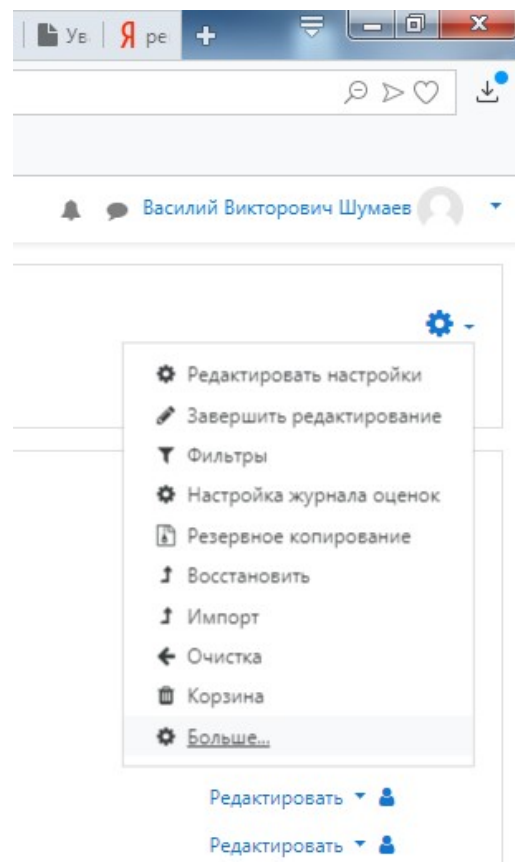 Ув
Я ре
Василий Викторович Шумаев
Редактировать настройки
Завершить редактирование
Фильтры
Настройка журнала оценок
Резервное копирование
Восстановить
Импорт
Очистка
Корзина
Больше...
Редактировать
Редактировать